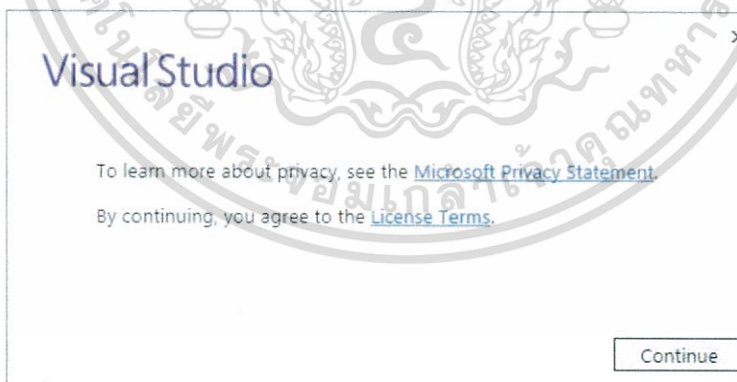 Visual Studio
To learn more about privacy, see the Microsoft Privacy Statement.
By continuing, you agree to the License Terms.
Continue